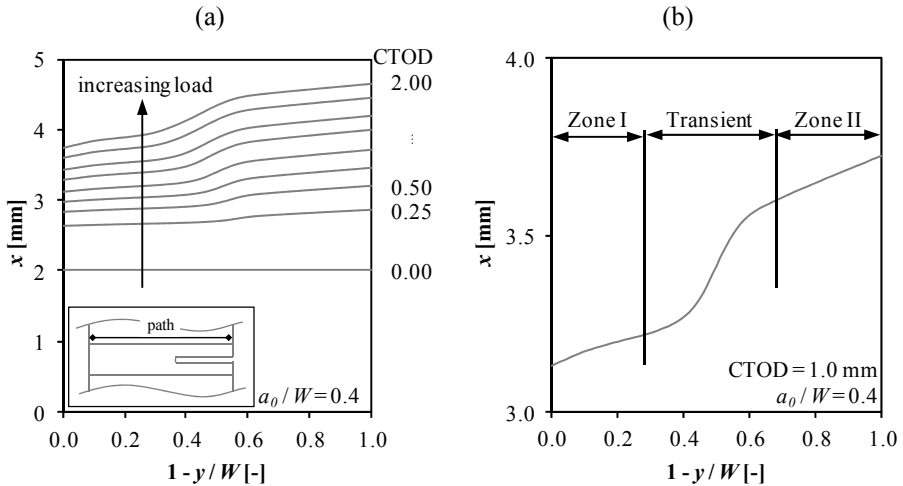 (a)
5
4
3
2
1
0
x [mm]
increasing load
CTOD
2.00
...
0.50
0.25
0.00
path
a0 / W = 0.4
0.0 0.2 0.4 0.6 0.8 1.0
1 - y / W [-]
(b)
4.0
3.5
3.0
x [mm]
Zone I Transient Zone II
CTOD = 1.0 mm
a0 / W = 0.4
0.0 0.2 0.4 0.6 0.8 1.0
1 - y / W [-]